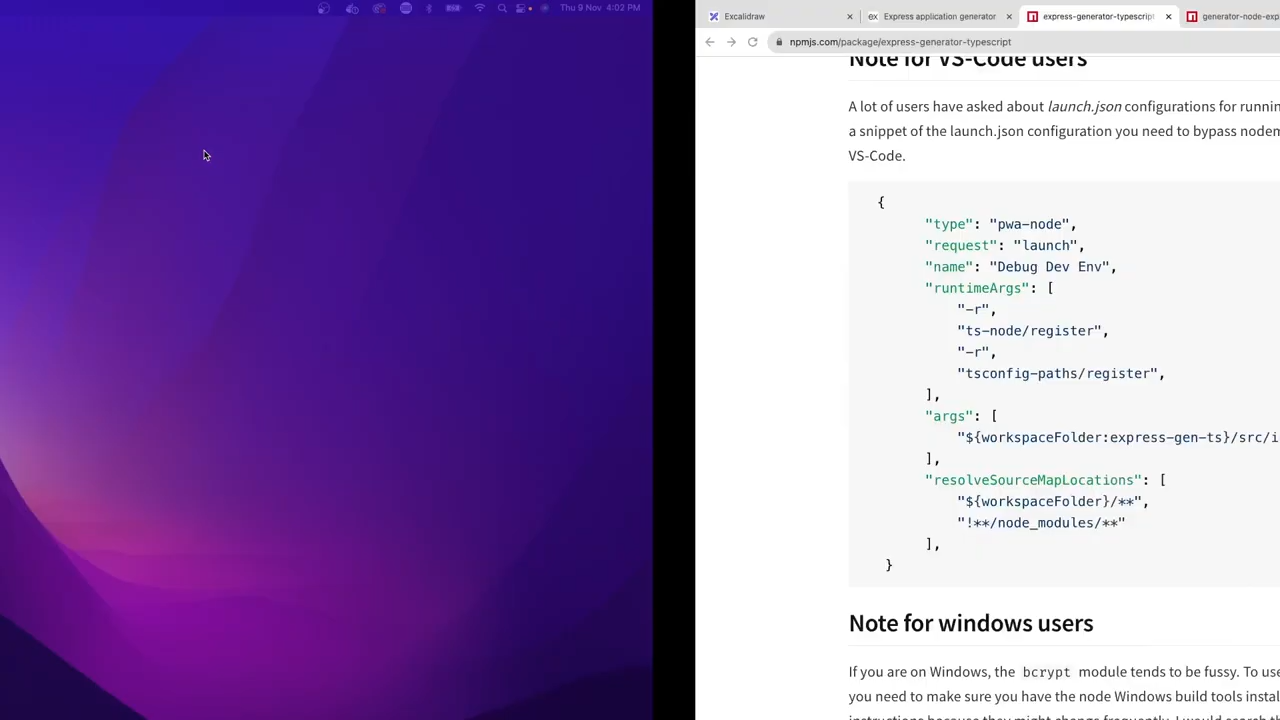 Thu 9 Nov 4:02 PM
Excalidraw
Express application generator
express-generator-typescript
generator-node-exp
npmjs.com/package/express-generator-typescript
Note for VS-Code users
A lot of users have asked about launch.json configurations for runnin
a snippet of the launch.json configuration you need to bypass nodem
VS-Code.
{
"type": "pwa-node",
"request": "launch",
"name": "Debug Dev Env",
"runtimeArgs": [
"-r",
"ts-node/register",
"-r",
"tsconfig-paths/register",
],
"args": [
"${workspaceFolder:express-gen-ts}/src/i
],
"resolveSourceMapLocations": [
"${workspaceFolder}/**",
"!**/node_modules/**"
],
}
Note for windows users
If you are on Windows, the bcrypt module tends to be fussy. To use
you need to make sure you have the node Windows build tools instal